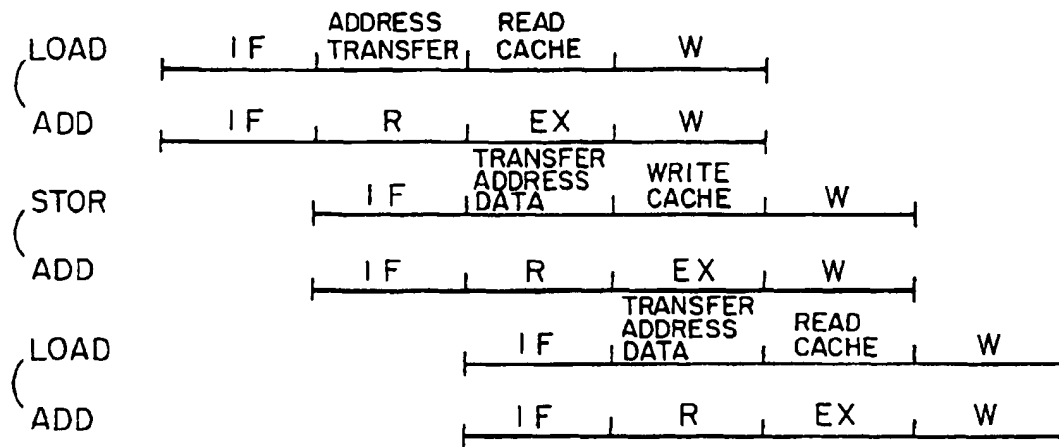 LOAD IF ADDRESS TRANSFER READ CACHE W
ADD IF R EX W
STOR IF TRANSFER ADDRESS DATA WRITE CACHE W
ADD IF R EX W
LOAD IF TRANSFER ADDRESS DATA READ CACHE W
ADD IF R EX W